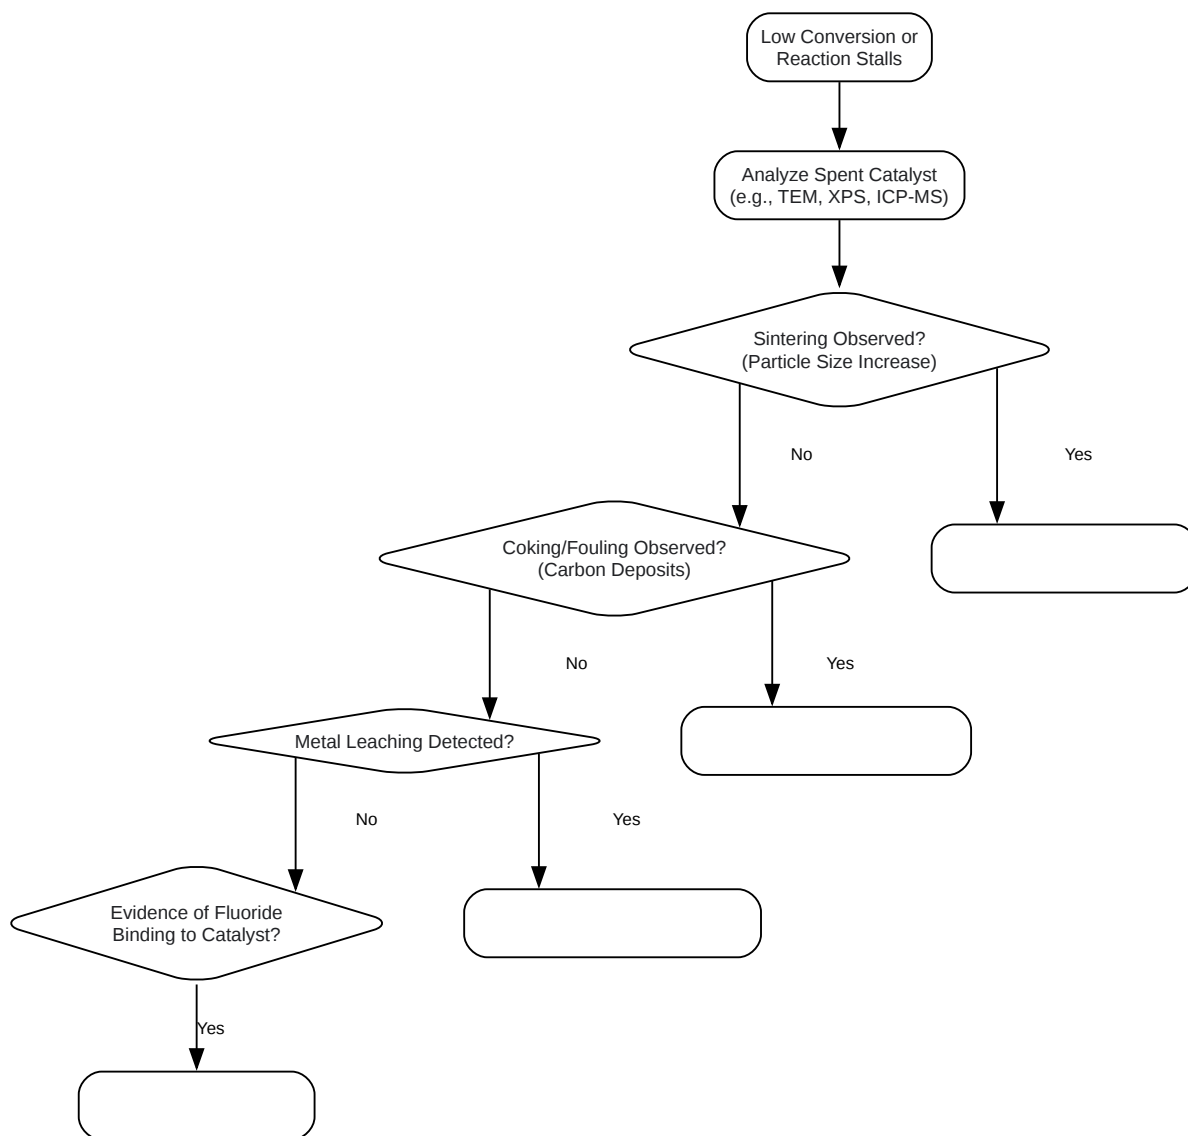 Low Conversion or
Reaction Stalls
Analyze Spent Catalyst
(e.g., TEM, XPS, ICP-MS)
Sintering Observed?
(Particle Size Increase)
No
Yes
Coking/Fouling Observed?
(Carbon Deposits)
No
Yes
Metal Leaching Detected?
No
Yes
Evidence of Fluoride
Binding to Catalyst?
Yes